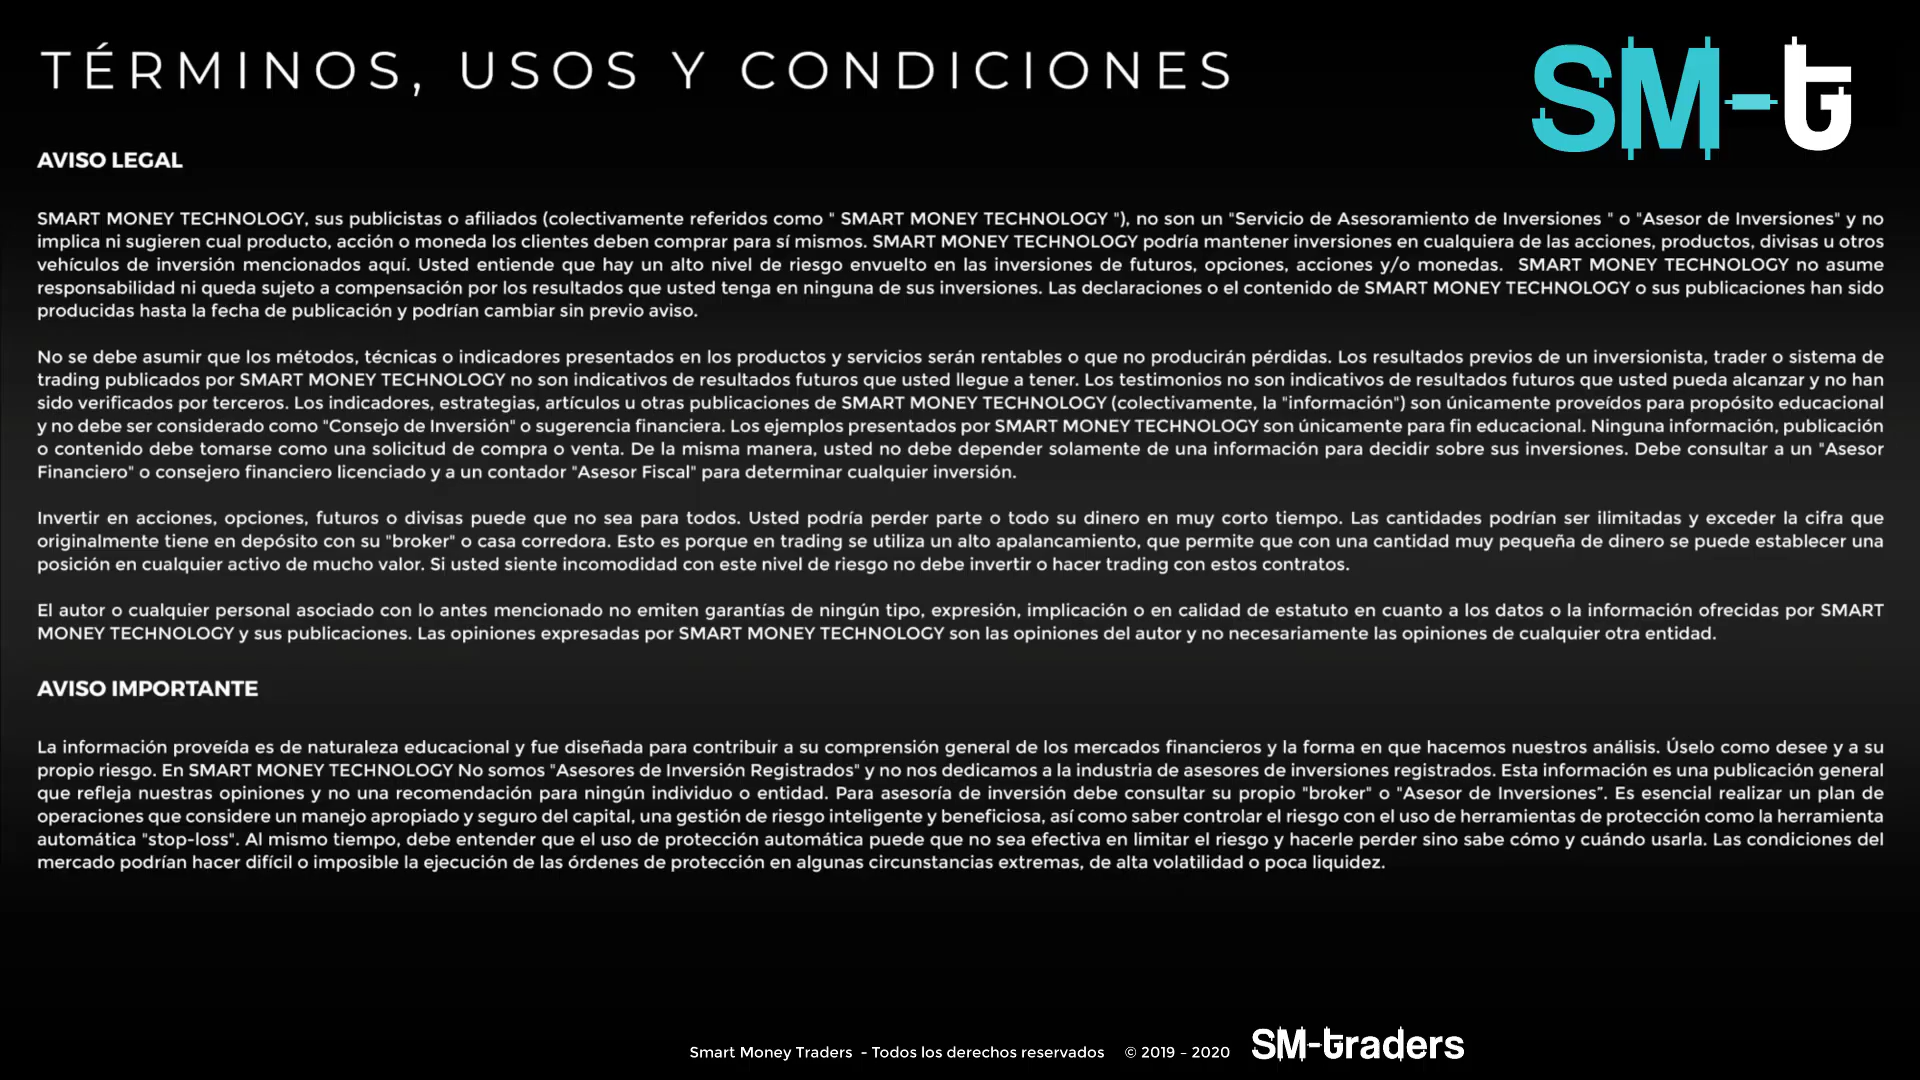 TÉRMINOS, USOS Y CONDICIONES
SM-t
AVISO LEGAL
SMART MONEY TECHNOLOGY, sus publicistas o afiliados (colectivamente referidos como " SMART MONEY TECHNOLOGY "), no son un "Servicio de Asesoramiento de Inversiones " o "Asesor de Inversiones" y no
implica ni sugieren cual producto, acción o moneda los clientes deben comprar para sí mismos. SMART MONEY TECHNOLOGY podría mantener inversiones en cualquiera de las acciones, productos, divisas u otros
vehículos de inversión mencionados aquí. Usted entiende que hay un alto nivel de riesgo envuelto en las inversiones de futuros, opciones, acciones y/o monedas.  SMART MONEY TECHNOLOGY no asume
responsabilidad ni queda sujeto a compensación por los resultados que usted tenga en ninguna de sus inversiones. Las declaraciones o el contenido de SMART MONEY TECHNOLOGY o sus publicaciones han sido
producidas hasta la fecha de publicación y podrían cambiar sin previo aviso.
No se debe asumir que los métodos, técnicas o indicadores presentados en los productos y servicios serán rentables o que no producirán pérdidas. Los resultados previos de un inversionista, trader o sistema de
trading publicados por SMART MONEY TECHNOLOGY no son indicativos de resultados futuros que usted llegue a tener. Los testimonios no son indicativos de resultados futuros que usted pueda alcanzar y no han
sido verificados por terceros. Los indicadores, estrategias, artículos u otras publicaciones de SMART MONEY TECHNOLOGY (colectivamente, la "información") son únicamente proveídos para propósito educacional
y no debe ser considerado como "Consejo de Inversión" o sugerencia financiera. Los ejemplos presentados por SMART MONEY TECHNOLOGY son únicamente para fin educacional. Ninguna información, publicación
o contenido debe tomarse como una solicitud de compra o venta. De la misma manera, usted no debe depender solamente de una información para decidir sobre sus inversiones. Debe consultar a un "Asesor
Financiero" o consejero financiero licenciado y a un contador "Asesor Fiscal" para determinar cualquier inversión.
Invertir en acciones, opciones, futuros o divisas puede que no sea para todos. Usted podría perder parte o todo su dinero en muy corto tiempo. Las cantidades podrían ser ilimitadas y exceder la cifra que
originalmente tiene en depósito con su "broker" o casa corredora. Esto es porque en trading se utiliza un alto apalancamiento, que permite que con una cantidad muy pequeña de dinero se puede establecer una
posición en cualquier activo de mucho valor. Si usted siente incomodidad con este nivel de riesgo no debe invertir o hacer trading con estos contratos.
El autor o cualquier personal asociado con lo antes mencionado no emiten garantías de ningún tipo, expresión, implicación o en calidad de estatuto en cuanto a los datos o la información ofrecidas por SMART
MONEY TECHNOLOGY y sus publicaciones. Las opiniones expresadas por SMART MONEY TECHNOLOGY son las opiniones del autor y no necesariamente las opiniones de cualquier otra entidad.
AVISO IMPORTANTE
La información proveída es de naturaleza educacional y fue diseñada para contribuir a su comprensión general de los mercados financieros y la forma en que hacemos nuestros análisis. Úselo como desee y a su
propio riesgo. En SMART MONEY TECHNOLOGY No somos "Asesores de Inversión Registrados" y no nos dedicamos a la industria de asesores de inversiones registrados. Esta información es una publicación general
que refleja nuestras opiniones y no una recomendación para ningún individuo o entidad. Para asesoría de inversión debe consultar su propio "broker" o "Asesor de Inversiones”. Es esencial realizar un plan de
operaciones que considere un manejo apropiado y seguro del capital, una gestión de riesgo inteligente y beneficiosa, así como saber controlar el riesgo con el uso de herramientas de protección como la herramienta
automática "stop-loss". Al mismo tiempo, debe entender que el uso de protección automática puede que no sea efectiva en limitar el riesgo y hacerle perder sino sabe cómo y cuándo usarla. Las condiciones del
mercado podrían hacer difícil o imposible la ejecución de las órdenes de protección en algunas circunstancias extremas, de alta volatilidad o poca liquidez.
Smart Money Traders  - Todos los derechos reservados    © 2019 – 2020 SM-traders